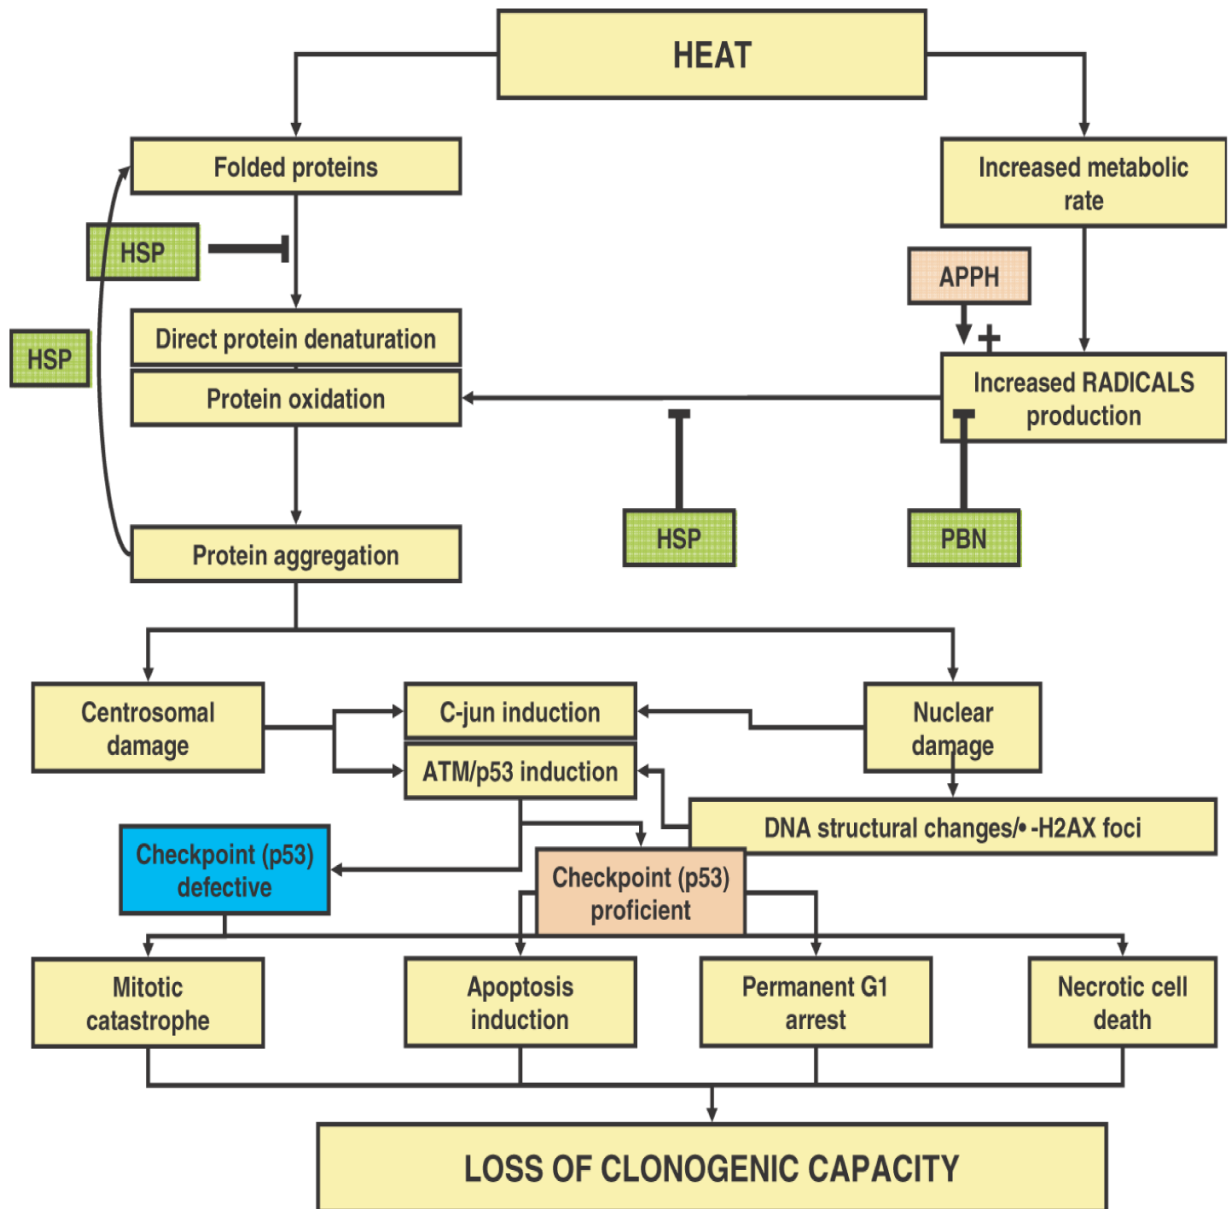 HEAT
Folded proteins
Increased metabolic
rate
HSP
APPH
+
Direct protein denaturation
HSP
Protein oxidation
Increased RADICALS
production
HSP
PBN
Protein aggregation
Centrosomal
damage
C-jun induction
Nuclear
damage
ATM/p53 induction
DNA structural changes/• -H2AX foci
Checkpoint (p53)
defective
Checkpoint (p53)
proficient
Mitotic
catastrophe
Apoptosis
induction
Permanent G1
arrest
Necrotic cell
death
LOSS OF CLONOGENIC CAPACITY